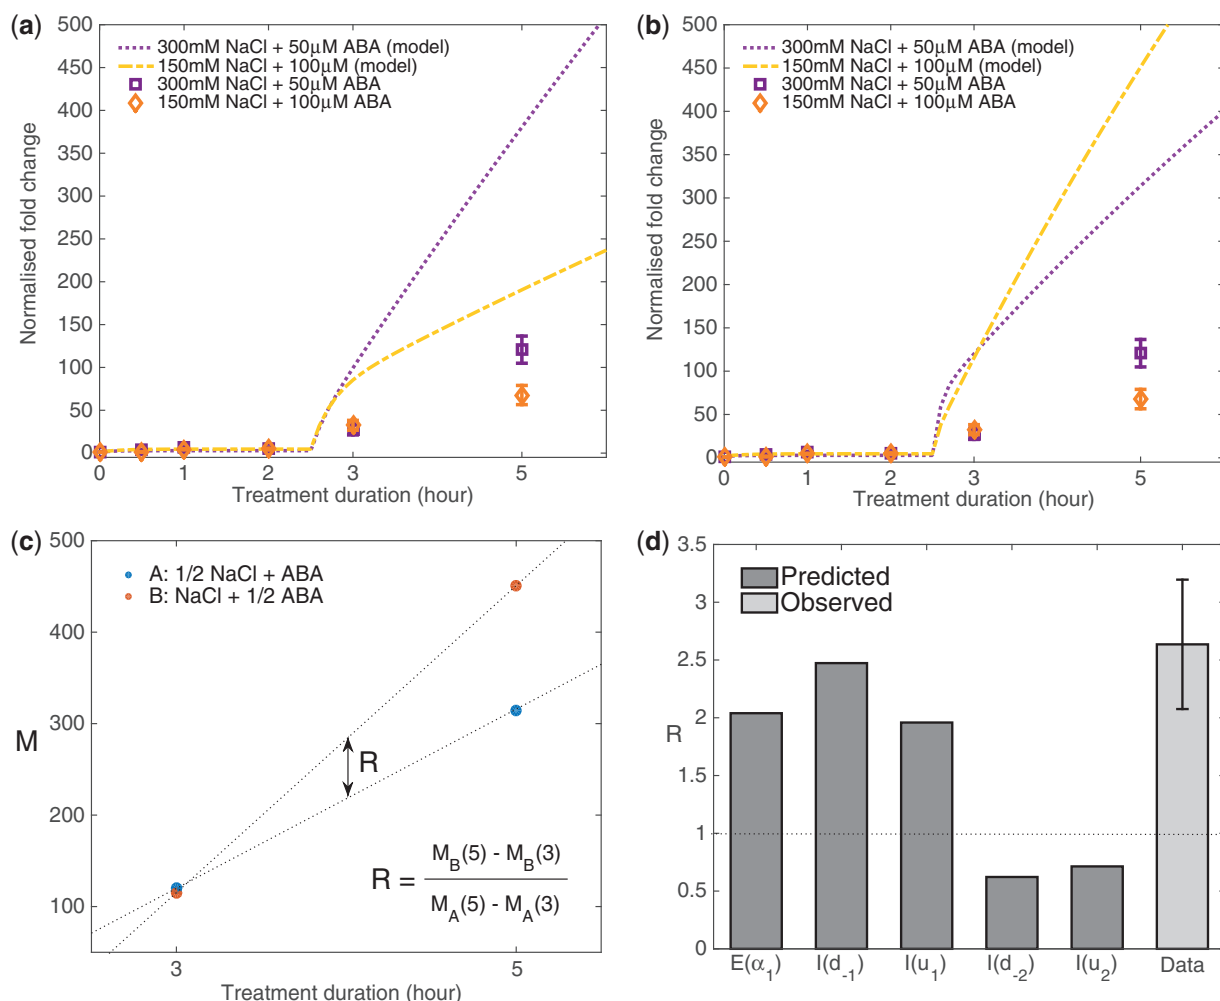 (a)
500
450
400
350
300
250
200
150
100
50
0
Normalised fold change
300mM NaCl + 50μM ABA (model)
150mM NaCl + 100μM (model)
300mM NaCl + 50μM ABA
150mM NaCl + 100μM ABA
0 1 2 3 5
Treatment duration (hour)
(b)
500
450
400
350
300
250
200
150
100
50
0
Normalised fold change
300mM NaCl + 50μM ABA (model)
150mM NaCl + 100μM (model)
300mM NaCl + 50μM ABA
150mM NaCl + 100μM ABA
0 1 2 3 5
Treatment duration (hour)
(c)
500
400
300
200
100
M
A: 1/2 NaCl + ABA
B: NaCl + 1/2 ABA
R
R = M_B(5) - M_B(3)
M_A(5) - M_A(3)
3 5
Treatment duration (hour)
(d)
3.5
3
2.5
2
1.5
1
0.5
0
R
Predicted
Observed
E(α_1) I(d_-1) I(u_1) I(d_-2) I(u_2) Data